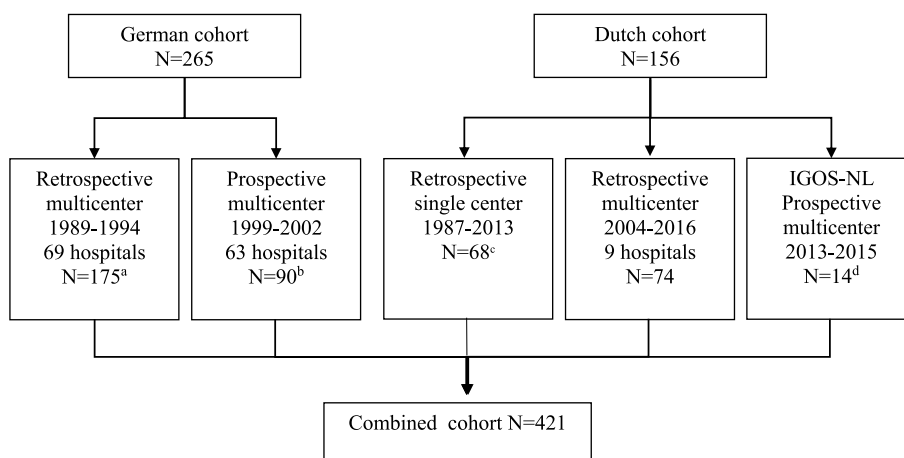 German cohort
N=265
Dutch cohort
N=156
Retrospective
multicenter
1989-1994
69 hospitals
N=175ᵃ
Prospective
multicenter
1999-2002
63 hospitals
N=90ᵇ
Retrospective
single center
1987-2013
N=68ᶜ
Retrospective
multicenter
2004-2016
9 hospitals
N=74
IGOS-NL
Prospective
multicenter
2013-2015
N=14ᵈ
Combined cohort N=421